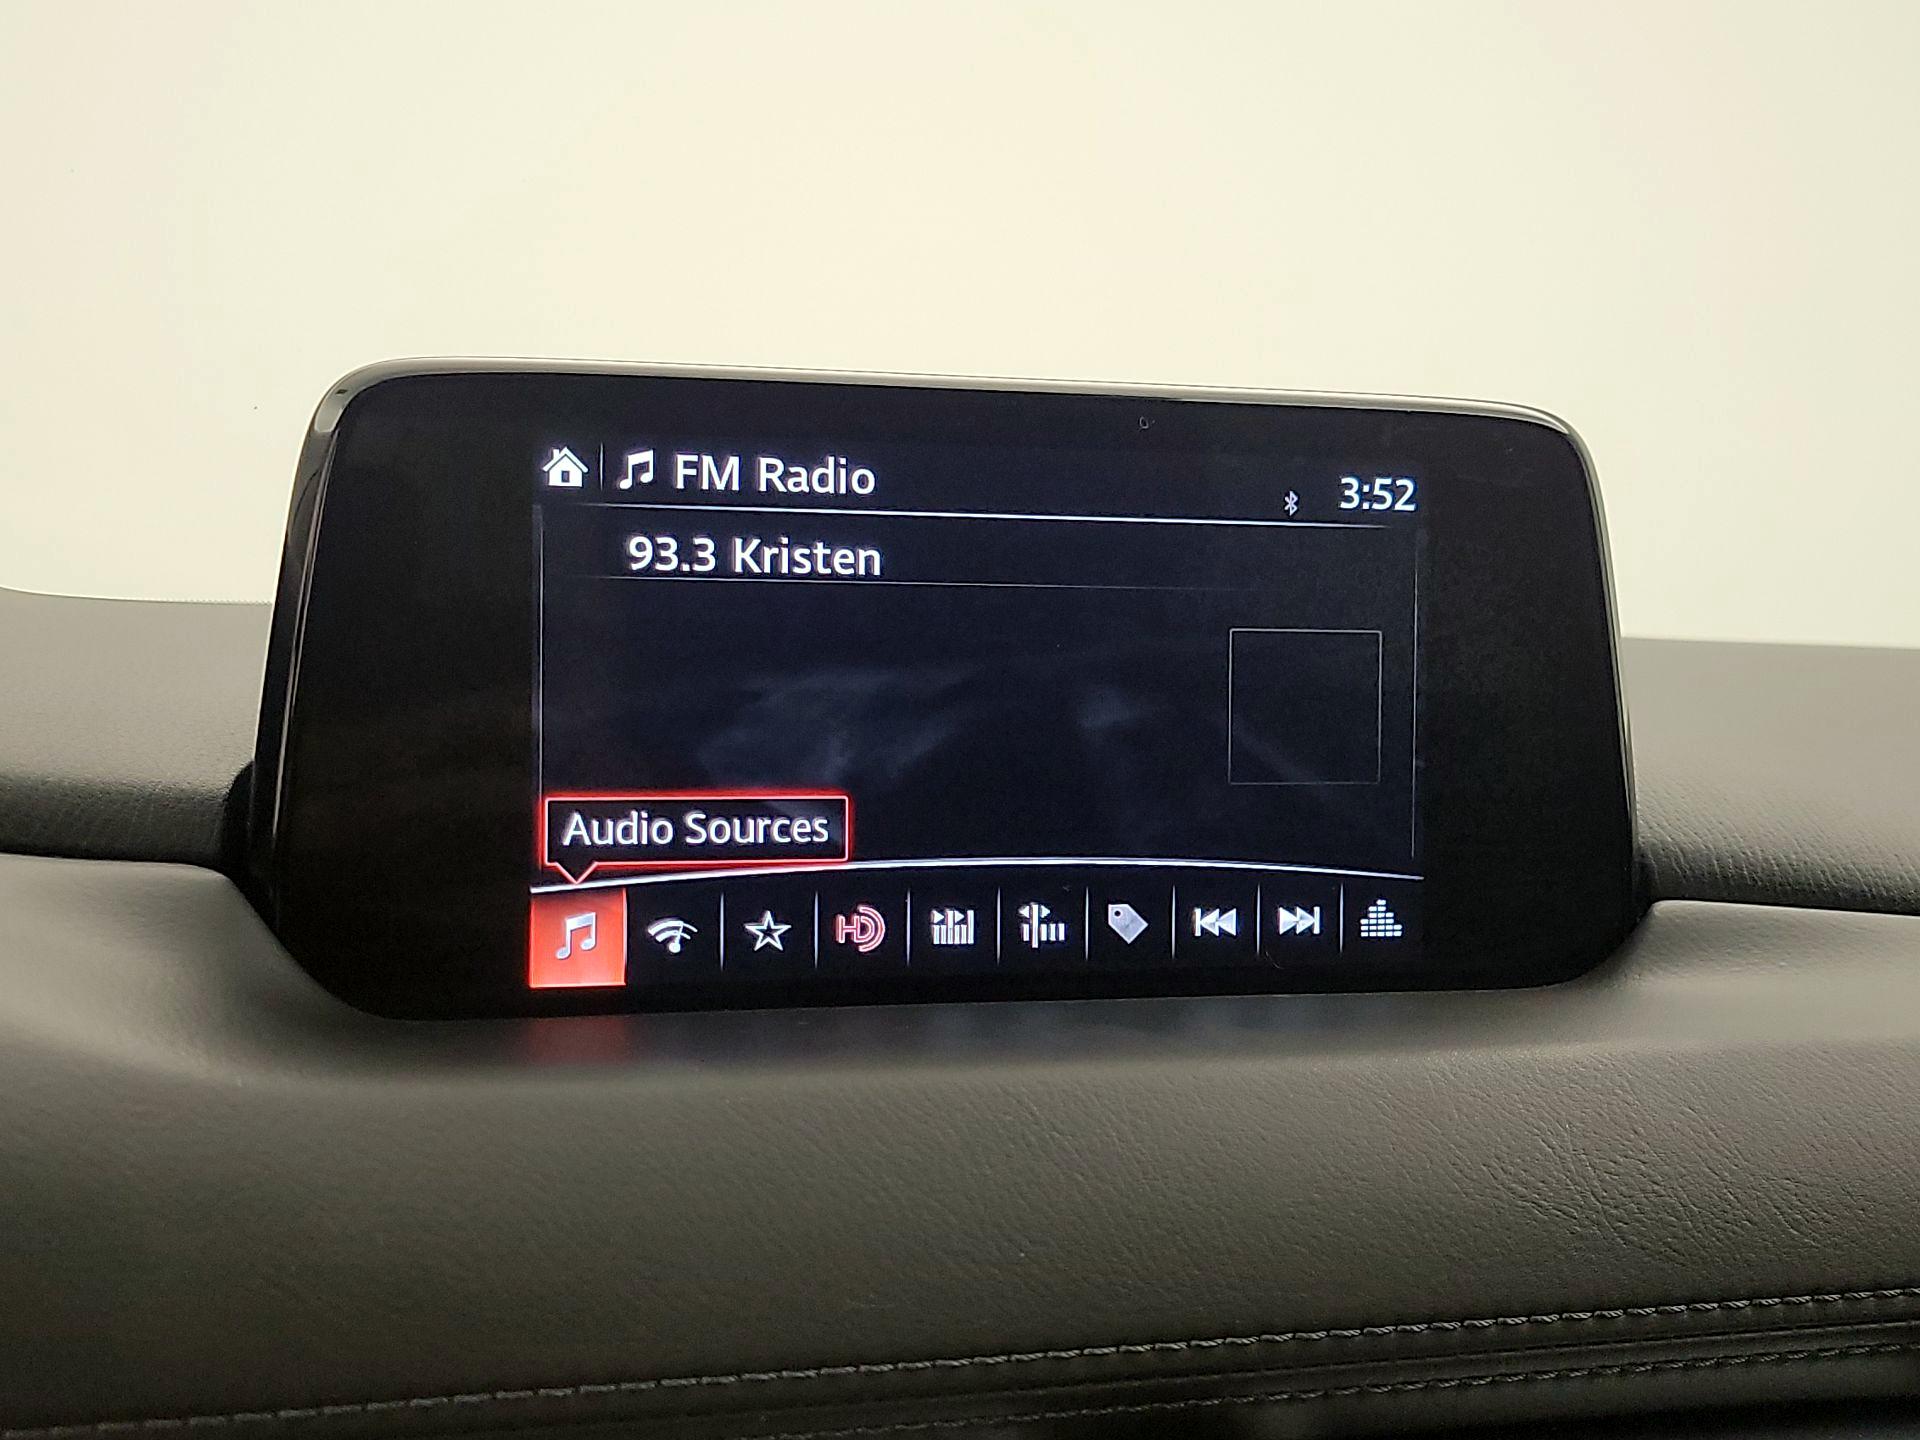 FM Radio
3:52
93.3 Kristen
Audio Sources
HD